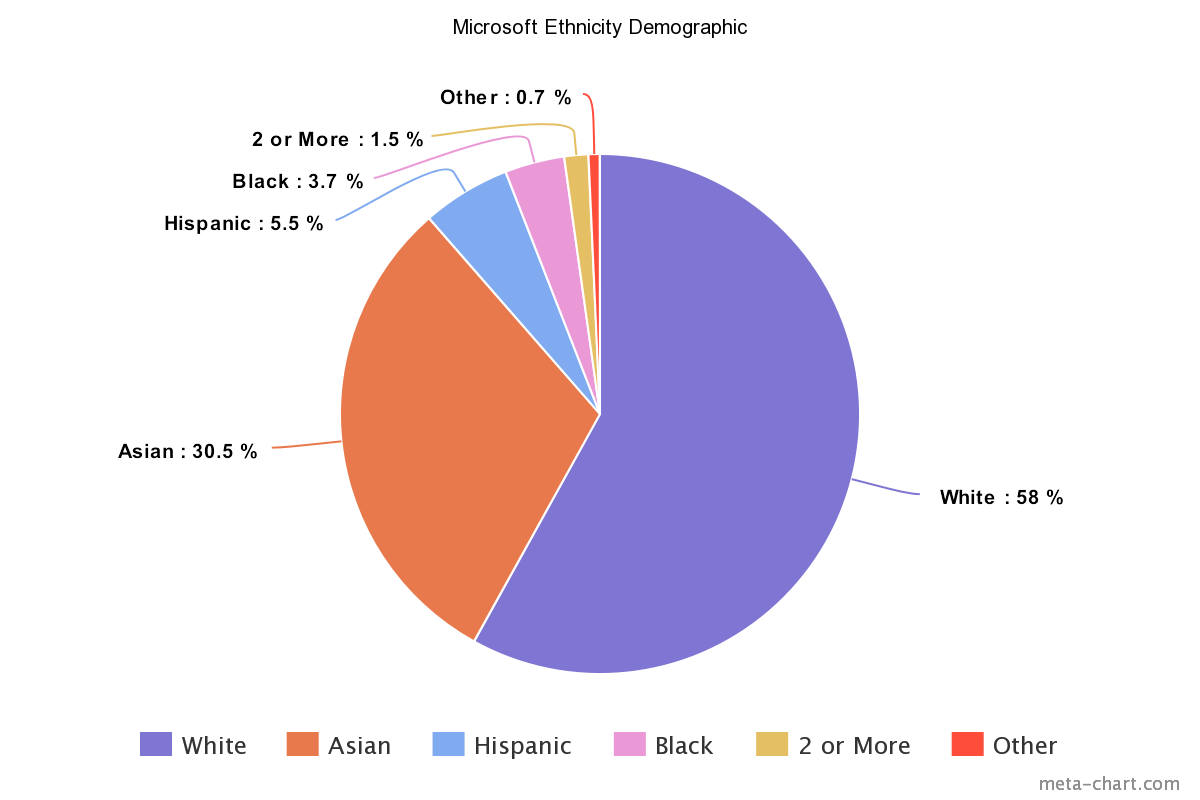 Microsoft Ethnicity Demographic
Other : 0.7 %
2 or More : 1.5 %
Black : 3.7 %
Hispanic : 5.5 %
Asian : 30.5 %
White : 58 %
White Asian Hispanic Black 2 or More Other
meta-chart.com